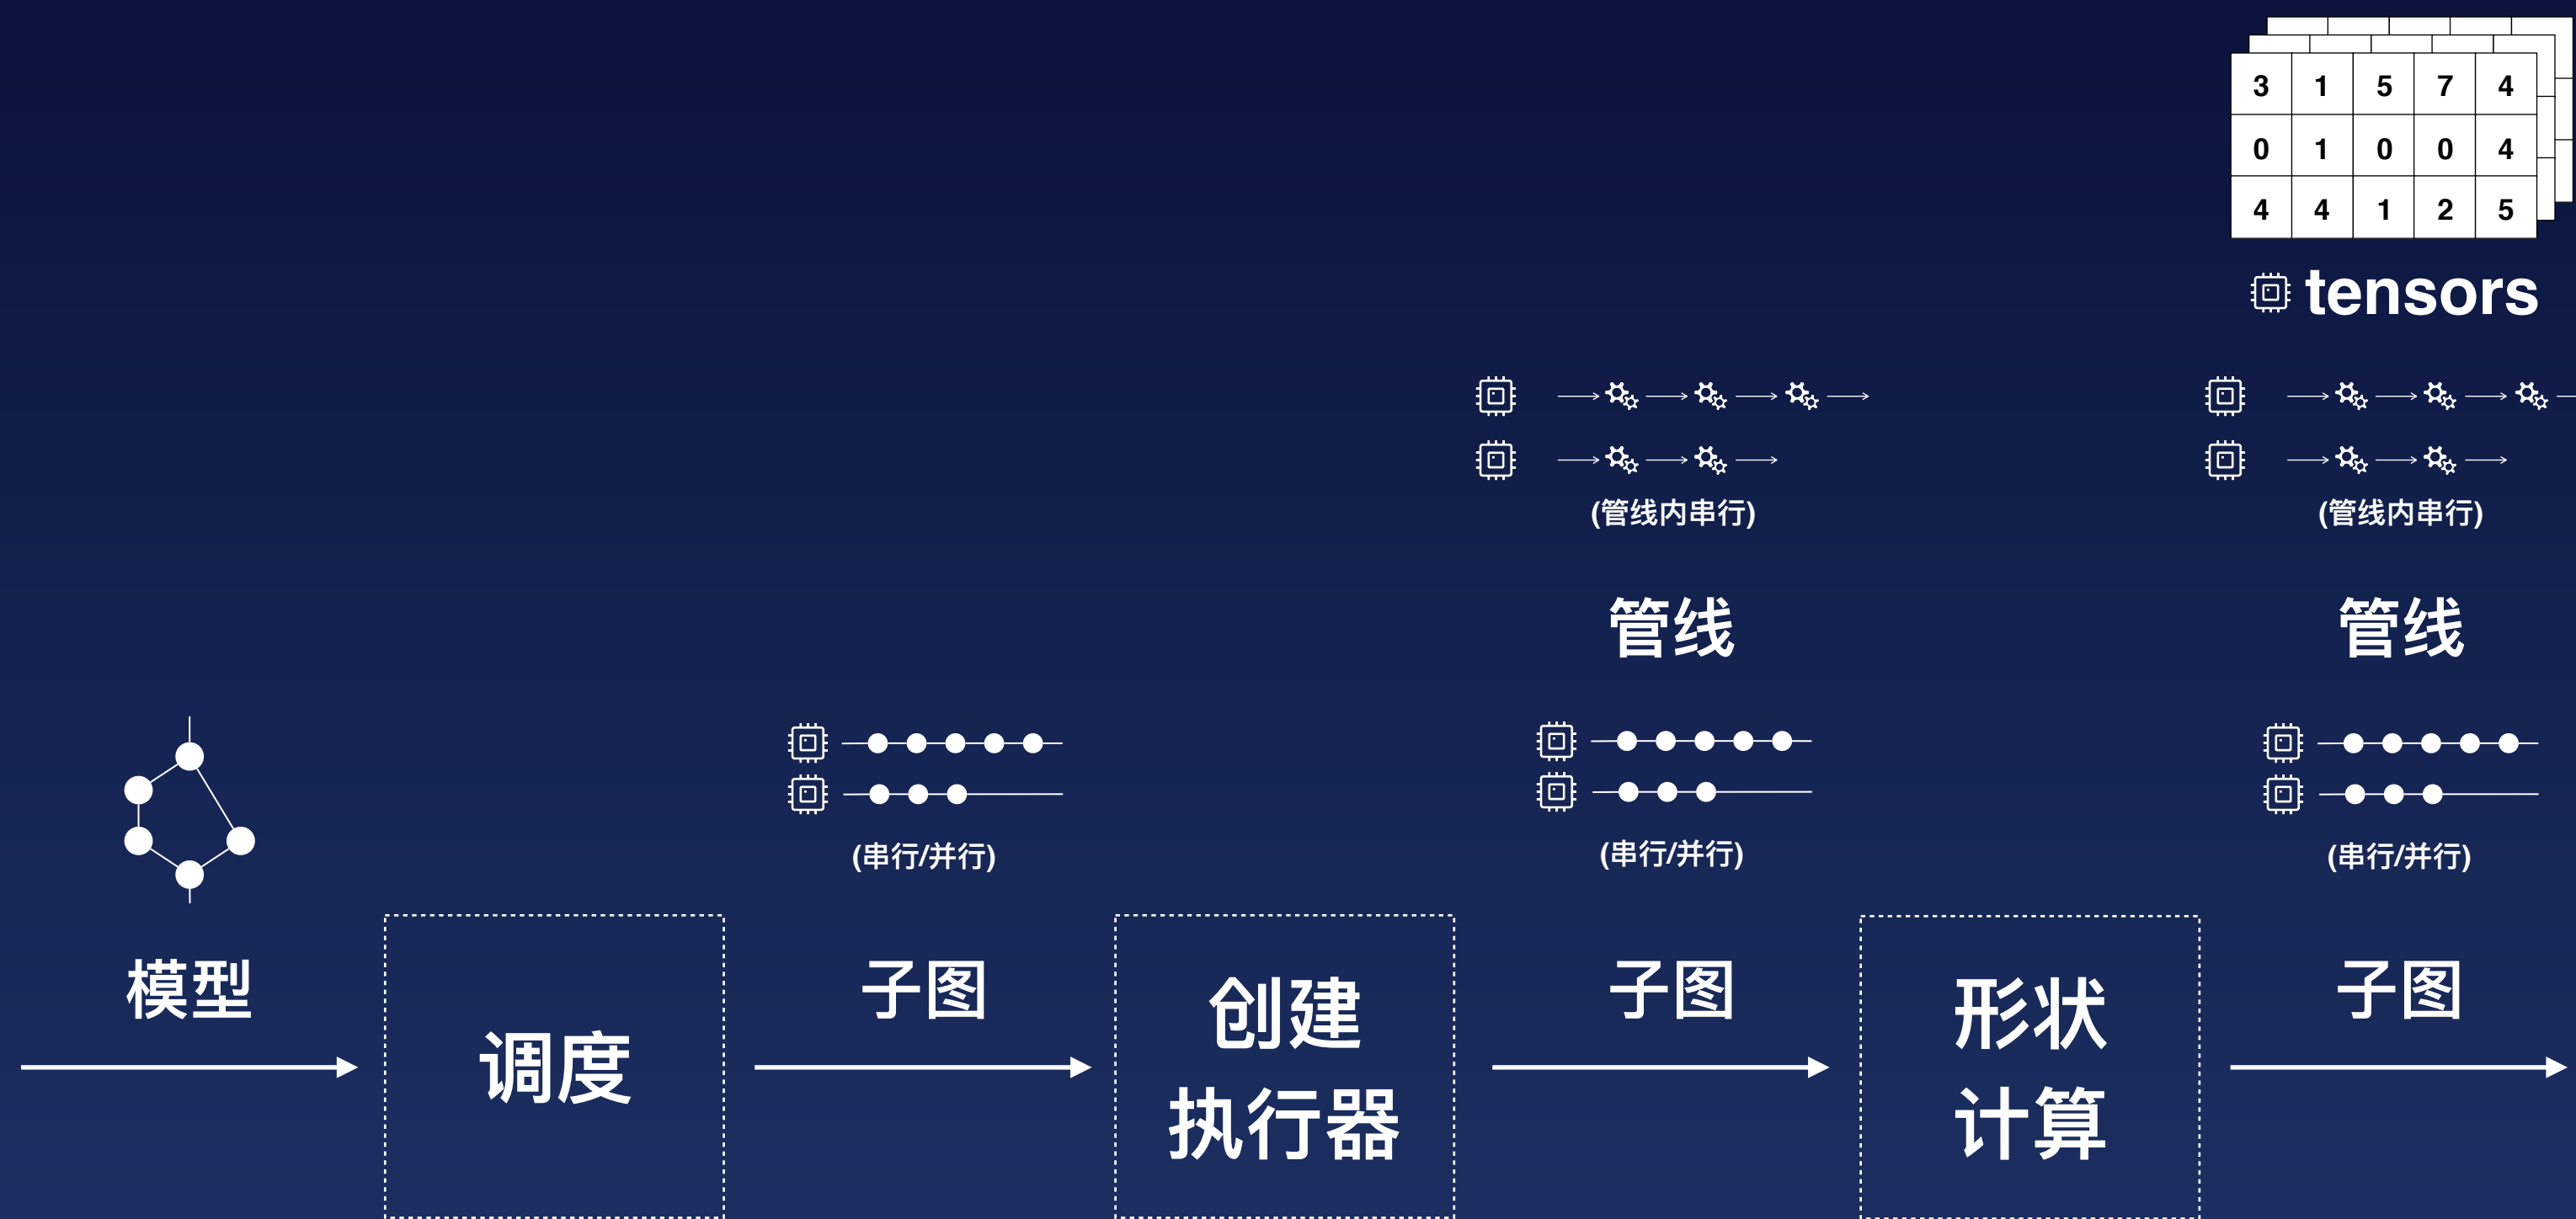 3 1 5 7 4
0 1 0 0 4
4 4 1 2 5
tensors
(管线内串行)
(管线内串行)
管线
管线
(串行/并行)
(串行/并行)
(串行/并行)
模型
调度
子图
创建
执行器
子图
形状
计算
子图